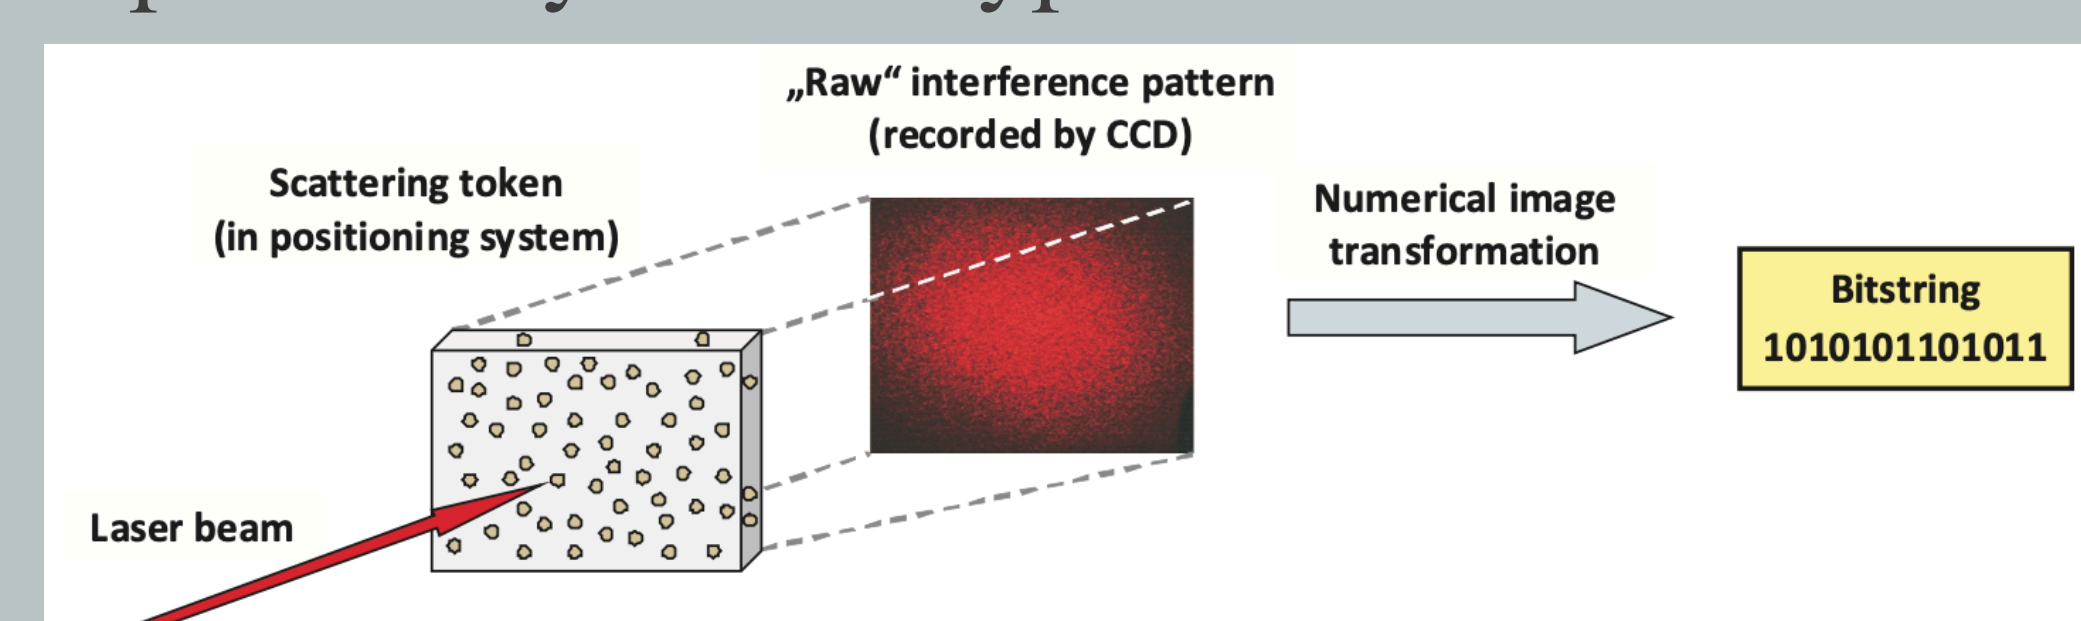 Scattering token
(in positioning system)
„Raw“ interference pattern
(recorded by CCD)
Numerical image
transformation
Bitstring
1010101101011
Laser beam